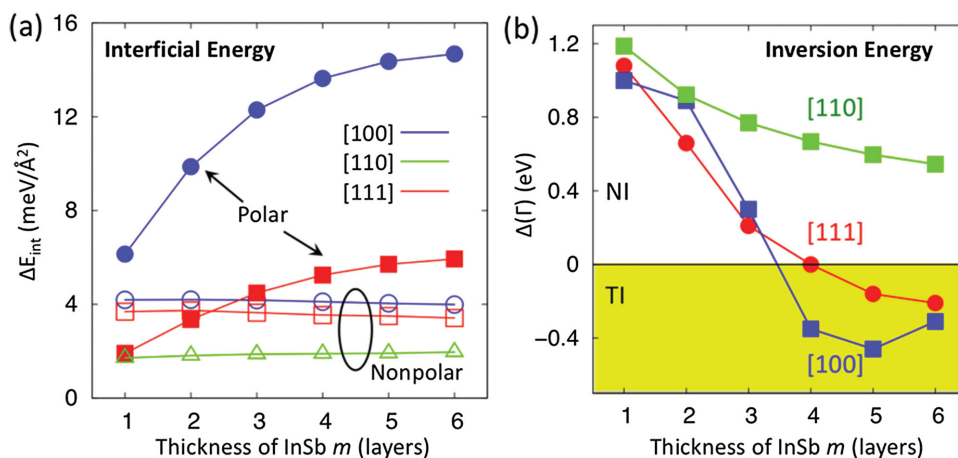 (a)
Interficial Energy
16
12
8
4
0
ΔE_int (meV/Å²)
[100]
[110]
[111]
Polar
Nonpolar
1 2 3 4 5 6
Thickness of InSb m (layers)
(b)
Inversion Energy
1.2
0.8
0.4
0
−0.4
Δ(Γ) (eV)
NI
TI
[110]
[111]
[100]
1 2 3 4 5 6
Thickness of InSb m (layers)